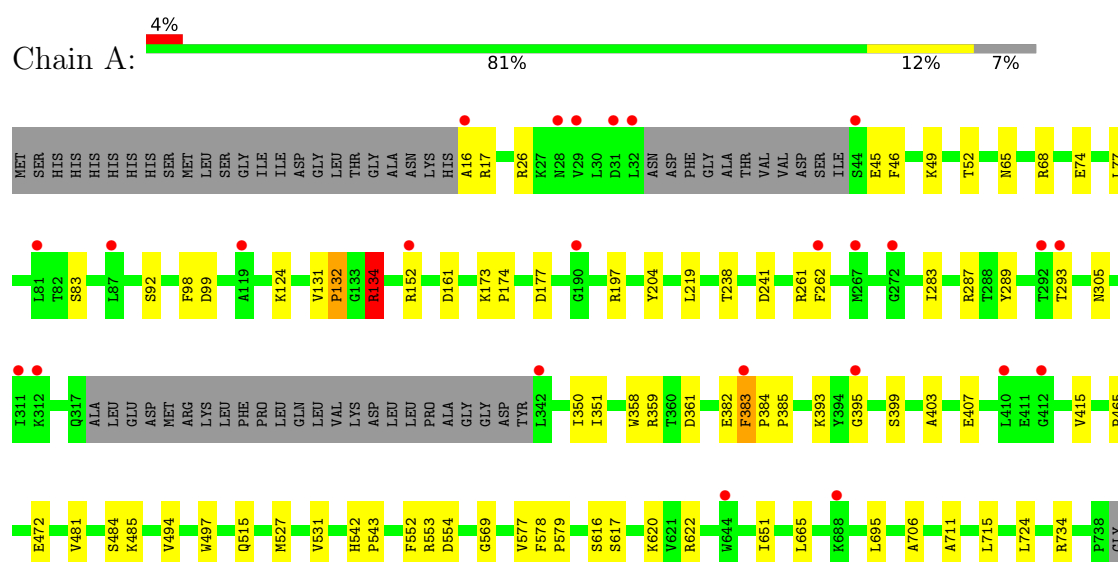 4%
Chain A:
81% 12% 7%
MET SER HIS HIS HIS HIS HIS HIS SER MET LEU SER GLY ILE ILE ASP GLY LEU THR GLY ALA ASN LYS HIS A16 R17 R26 K27 N28 V29 L30 D31 L32 ASN ASP PHE GLY ALA THR VAL VAL ASP SER ILE S44 E45 F46 K49 T52 N65 R68 E74 L77
L81 T82 S83 L87 S92 F98 D99 A119 K124 V131 P132 G133 R134 R152 D161 K173 P174 D177 G190 R197 Y204 L219 T238 D241 R261 F262 M267 G272 I283 R287 T288 Y289 T292 T293 N305
I311 K312 Q317 ALA LEU GLU ASP MET ARG LYS LEU PHE PRO LEU GLN LEU VAL LYS ASP LEU LEU PRO ALA GLY GLY ASP TYR L342 I350 I351 W358 R359 T360 D361 E382 F383 P384 P385 K393 Y394 G395 S399 A403 E407 L410 E411 G412 V415
E472 V481 S484 K485 V494 W497 Q515 M527 V531 H542 P543 F552 R553 D554 G569 V577 F578 P579 S616 S617 K620 V621 R622 W644 I651 L665 K688 L695 A706 A711 L715 L724 R734 P738 GLY